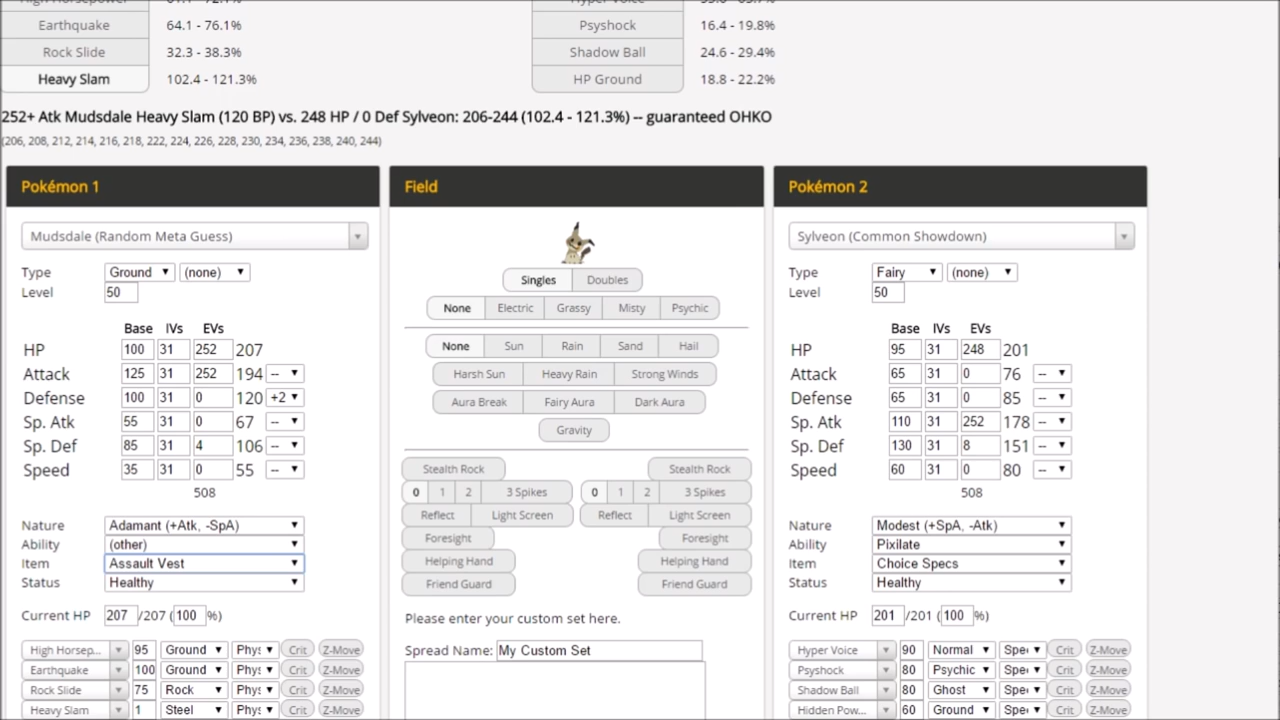 Earthquake 64.1 - 76.1% Psyshock 16.4 - 19.8%
Rock Slide 32.3 - 38.3% Shadow Ball 24.6 - 29.4%
Heavy Slam 102.4 - 121.3% HP Ground 18.8 - 22.2%
252+ Atk Mudsdale Heavy Slam (120 BP) vs. 248 HP / 0 Def Sylveon: 206-244 (102.4 - 121.3%) -- guaranteed OHKO
(206, 208, 212, 214, 216, 218, 222, 224, 226, 228, 230, 234, 236, 238, 240, 244)
Pokémon 1
Mudsdale (Random Meta Guess)
Type Ground (none)
Level 50
Base IVs EVs
HP 100 31 252 207
Attack 125 31 252 194 --
Defense 100 31 0 120 +2
Sp. Atk 55 31 0 67 --
Sp. Def 85 31 4 106 --
Speed 35 31 0 55 --
508
Nature Adamant (+Atk, -SpA)
Ability (other)
Item Assault Vest
Status Healthy
Current HP 207 /207 (100 %)
High Horsep... 95 Ground Phys Crit Z-Move
Earthquake 100 Ground Phys Crit Z-Move
Rock Slide 75 Rock Phys Crit Z-Move
Heavy Slam 1 Steel Phys Crit Z-Move
Field
Singles Doubles
None Electric Grassy Misty Psychic
None Sun Rain Sand Hail
Harsh Sun Heavy Rain Strong Winds
Aura Break Fairy Aura Dark Aura
Gravity
Stealth Rock Stealth Rock
0 1 2 3 Spikes 0 1 2 3 Spikes
Reflect Light Screen Reflect Light Screen
Foresight Foresight
Helping Hand Helping Hand
Friend Guard Friend Guard
Please enter your custom set here.
Spread Name: My Custom Set
Pokémon 2
Sylveon (Common Showdown)
Type Fairy (none)
Level 50
Base IVs EVs
HP 95 31 248 201
Attack 65 31 0 76 --
Defense 65 31 0 85 --
Sp. Atk 110 31 252 178 --
Sp. Def 130 31 8 151 --
Speed 60 31 0 80 --
508
Nature Modest (+SpA, -Atk)
Ability Pixilate
Item Choice Specs
Status Healthy
Current HP 201 /201 (100 %)
Hyper Voice 90 Normal Spe Crit Z-Move
Psyshock 80 Psychic Spe Crit Z-Move
Shadow Ball 80 Ghost Spe Crit Z-Move
Hidden Pow... 60 Ground Spe Crit Z-Move